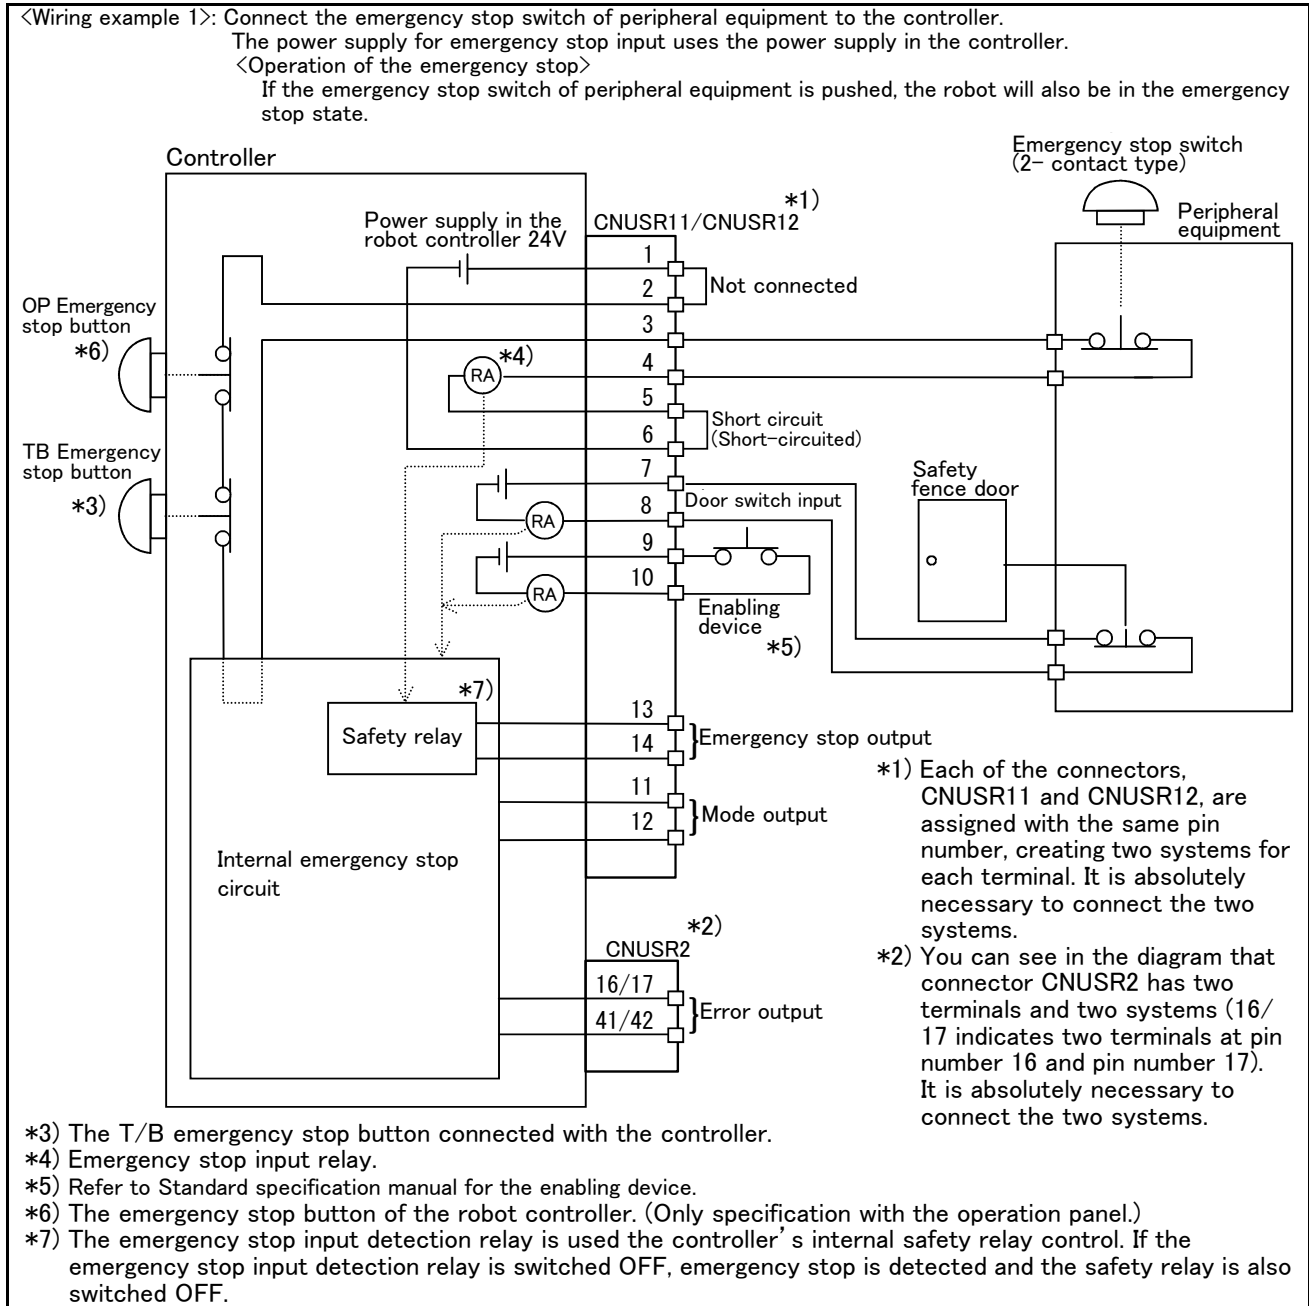 <Wiring example 1>: Connect the emergency stop switch of peripheral equipment to the controller.
The power supply for emergency stop input uses the power supply in the controller.
<Operation of the emergency stop>
If the emergency stop switch of peripheral equipment is pushed, the robot will also be in the emergency
stop state.
Controller
Emergency stop switch
(2- contact type)
*1)
Power supply in the
robot controller 24V
CNUSR11/CNUSR12
Peripheral
equipment
1
2
Not connected
OP Emergency
stop button
*6)
3
*4)
RA
4
5
Short circuit
(Short-circuited)
6
TB Emergency
stop button
*3)
7
Door switch input
Safety
fence door
8
RA
9
10
RA
Enabling
device
*5)
*7)
Safety relay
13
14
Emergency stop output
11
12
Mode output
Internal emergency stop
circuit
*2)
CNUSR2
16/17
41/42
Error output
*1) Each of the connectors,
CNUSR11 and CNUSR12, are
assigned with the same pin
number, creating two systems for
each terminal. It is absolutely
necessary to connect the two
systems.
*2) You can see in the diagram that
connector CNUSR2 has two
terminals and two systems (16/
17 indicates two terminals at pin
number 16 and pin number 17).
It is absolutely necessary to
connect the two systems.
*3) The T/B emergency stop button connected with the controller.
*4) Emergency stop input relay.
*5) Refer to Standard specification manual for the enabling device.
*6) The emergency stop button of the robot controller. (Only specification with the operation panel.)
*7) The emergency stop input detection relay is used the controller's internal safety relay control. If the
emergency stop input detection relay is switched OFF, emergency stop is detected and the safety relay is also
switched OFF.